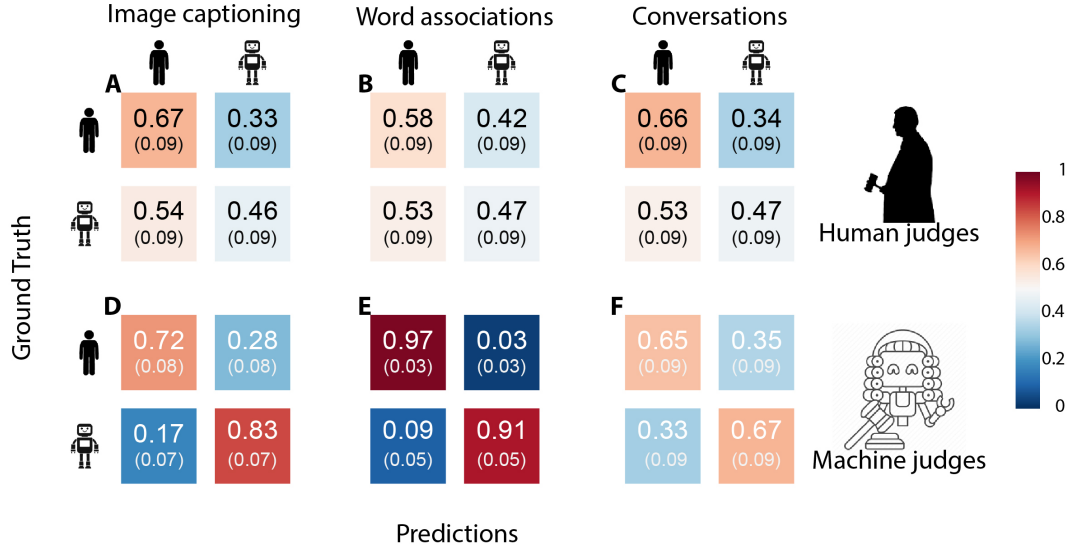 Image captioning Word associations Conversations
A B C
0.67 0.33 0.58 0.42 0.66 0.34
(0.09) (0.09) (0.09) (0.09) (0.09) (0.09)
0.54 0.46 0.53 0.47 0.53 0.47
(0.09) (0.09) (0.09) (0.09) (0.09) (0.09)
Human judges
Ground Truth
D E F
0.72 0.28 0.97 0.03 0.65 0.35
(0.08) (0.08) (0.03) (0.03) (0.09) (0.09)
0.17 0.83 0.09 0.91 0.33 0.67
(0.07) (0.07) (0.05) (0.05) (0.09 (0.09)
Machine judges
Predictions
1
0.8
0.6
0.4
0.2
0